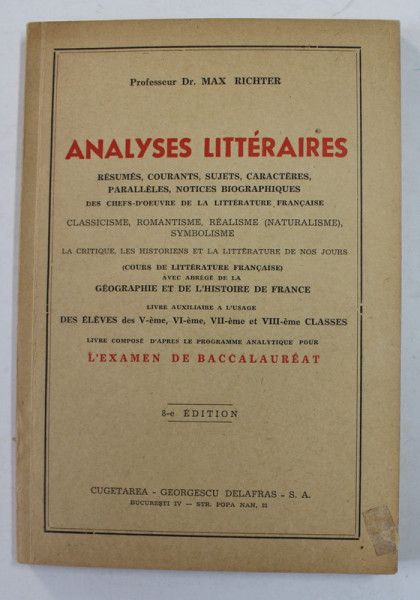 Professeur Dr. MAX RICHTER
ANALYSES LITTÉRAIRES
RÉSUMÉS, COURANTS, SUJETS, CARACTÈRES,
PARALLÈLES, NOTICES BIOGRAPHIQUES
DES CHEFS-D'OEUVRE DE LA LITTÉRATURE FRANÇAISE
CLASSICISME, ROMANTISME, RÉALISME (NATURALISME),
SYMBOLISME
LA CRITIQUE, LES HISTORIENS ET LA LITTÉRATURE DE NOS JOURS
(COURS DE LITTÉRATURE FRANÇAISE)
AVEC ABRÉGÉ DE LA
GÉOGRAPHIE ET DE L'HISTOIRE DE FRANCE
LIVRE AUXILIAIRE A L'USAGE
DES ÉLÈVES des V-ème, VI-ème, VII-ème et VIII-ème CLASSES
LIVRE COMPOSÉ D'APRES LE PROGRAMME ANALYTIQUE POUR
L'EXAMEN DE BACCALAURÉAT
ÉDITION
CUGETAREA - GEORGESCU DELAFRAS - S. A.
BUCUREȘTI IV — STR. POPA NAN, 21